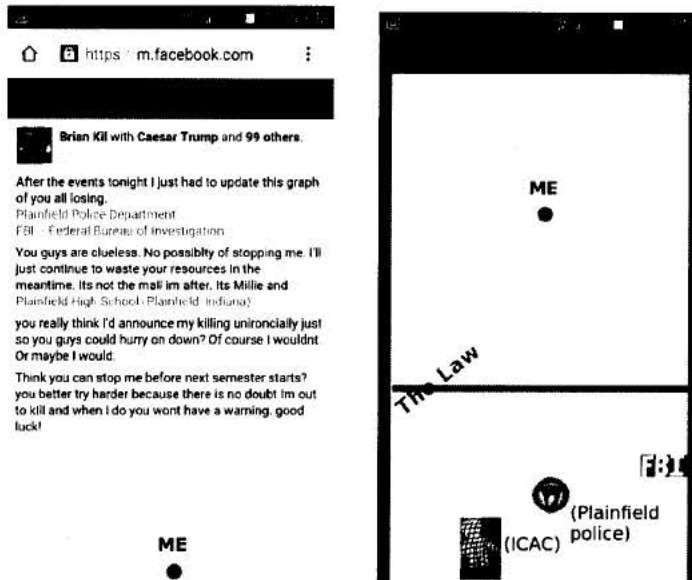 https m.facebook.com
Brian Kil with Caesar Trump and 99 others.
After the events tonight I just had to update this graph
of you all losing.
Plainfield Police Department
FBI - Federal Bureau of Investigation
You guys are clueless. No possiblty of stopping me. I'll
just continue to waste your resources in the
meantime. Its not the mall im after. Its Millie and
Plainfield High School (Plainfield, Indiana)
you really think I'd announce my killing unironcially just
so you guys could hurry on down? Of course I wouldnt.
Or maybe I would.
Think you can stop me before next semester starts?
you better try harder because there is no doubt Im out
to kill and when I do you wont have a warning. good
luck!
ME
ME
The Law
FBI
(Plainfield
police)
(ICAC)